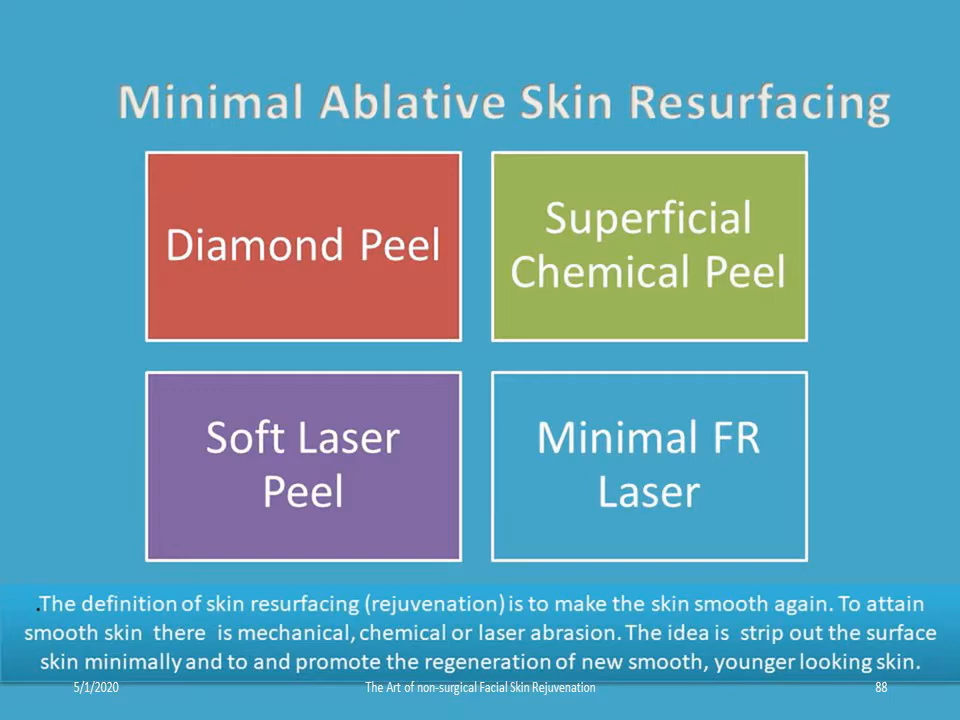 Minimal Ablative Skin Resurfacing
Diamond Peel
Superficial
Chemical Peel
Soft Laser
Peel
Minimal FR
Laser
.The definition of skin resurfacing (rejuvenation) is to make the skin smooth again. To attain
smooth skin there is mechanical, chemical or laser abrasion. The idea is strip out the surface
skin minimally and to and promote the regeneration of new smooth, younger looking skin.
5/1/2020
The Art of non-surgical Facial Skin Rejuvenation
88